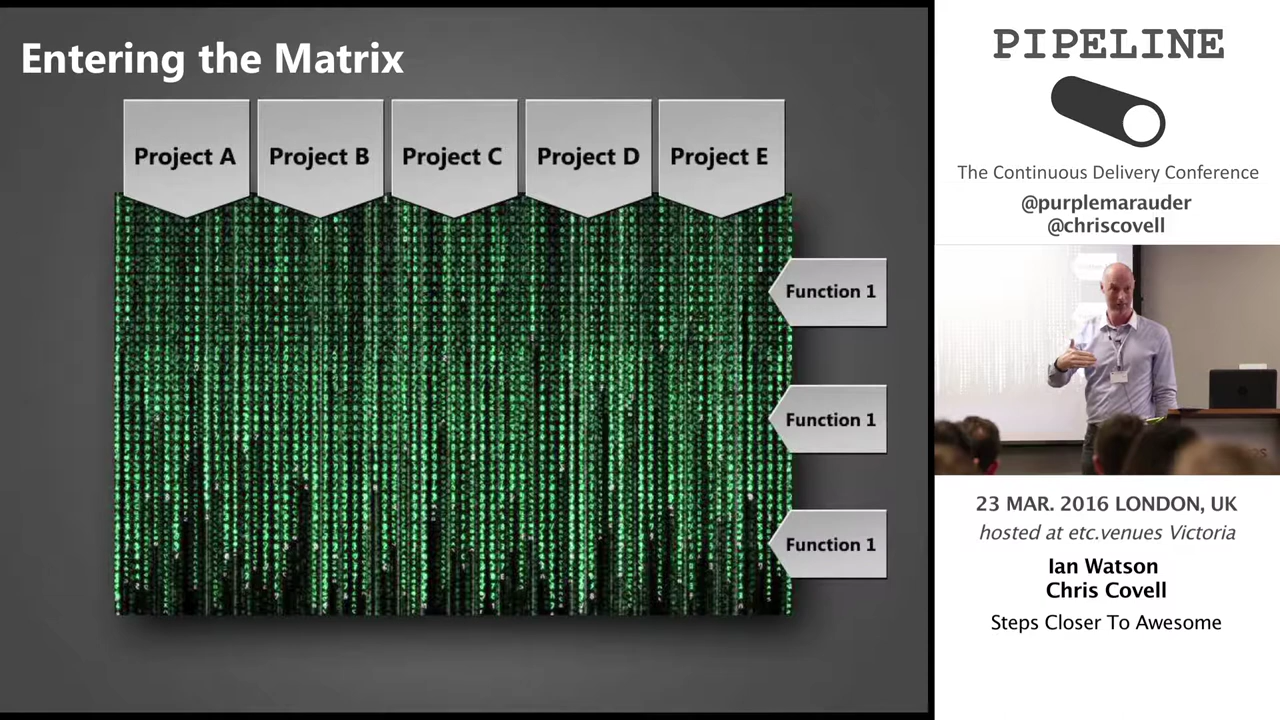 Entering the Matrix
Project A
Project B
Project C
Project D
Project E
Function 1
Function 1
Function 1
PIPELINE
The Continuous Delivery Conference
@purplemarauder
@chriscovell
23 MAR. 2016 LONDON, UK
hosted at etc.venues Victoria
Ian Watson
Chris Covell
Steps Closer To Awesome